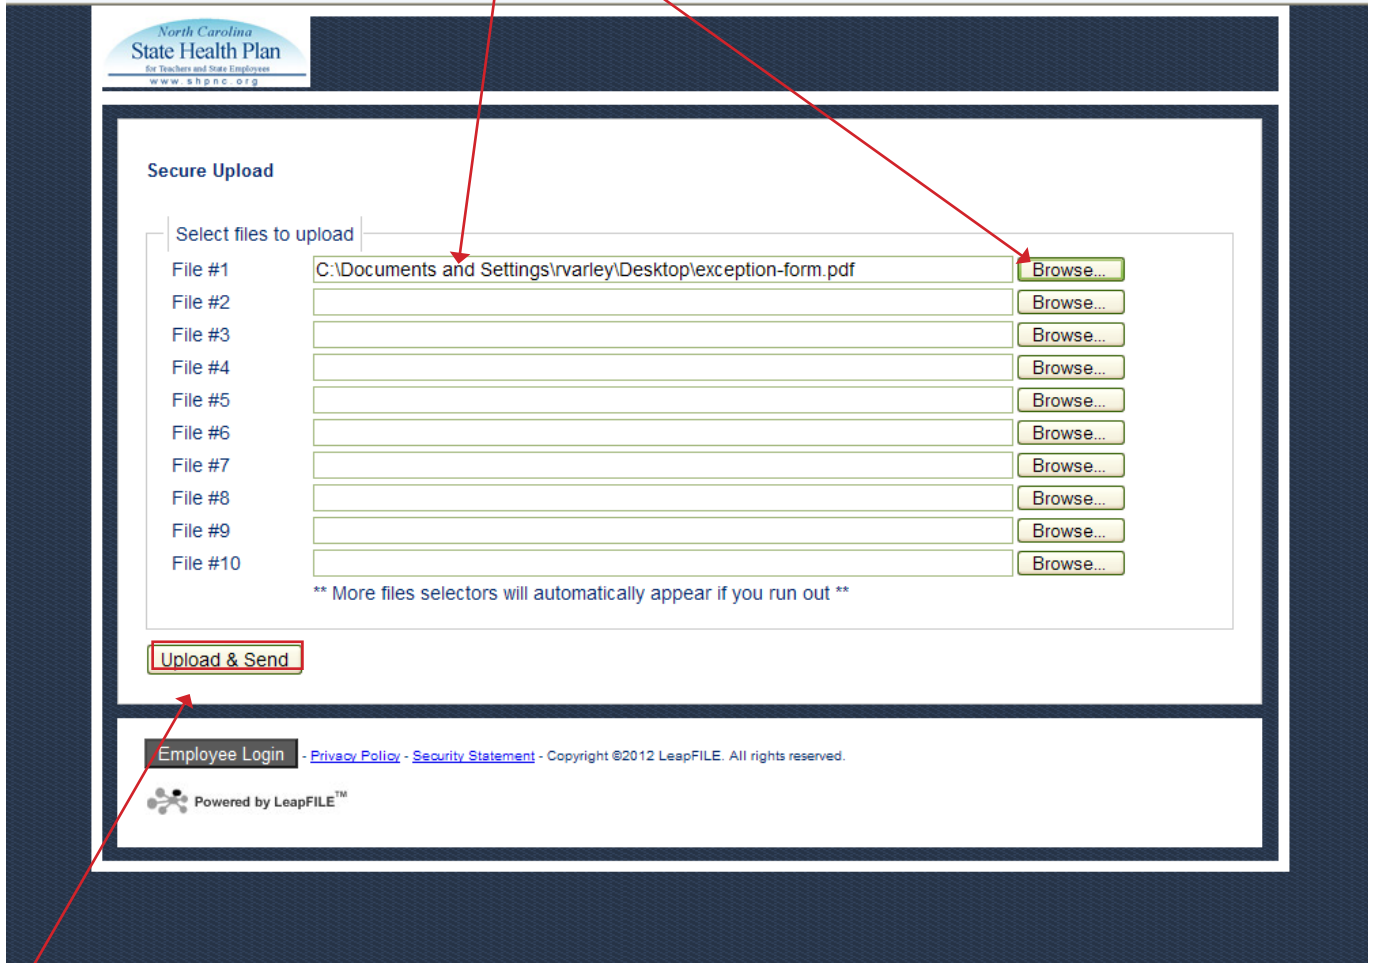 North Carolina
State Health Plan
for Teachers and State Employees
www.shpnc.org
Secure Upload
Select files to upload
File #1 C:\Documents and Settings\rvarley\Desktop\exception-form.pdf Browse...
File #2 Browse...
File #3 Browse...
File #4 Browse...
File #5 Browse...
File #6 Browse...
File #7 Browse...
File #8 Browse...
File #9 Browse...
File #10 Browse...
** More files selectors will automatically appear if you run out **
Upload & Send
Employee Login - Privacy Policy - Security Statement - Copyright ©2012 LeapFILE. All rights reserved.
Powered by LeapFILE™